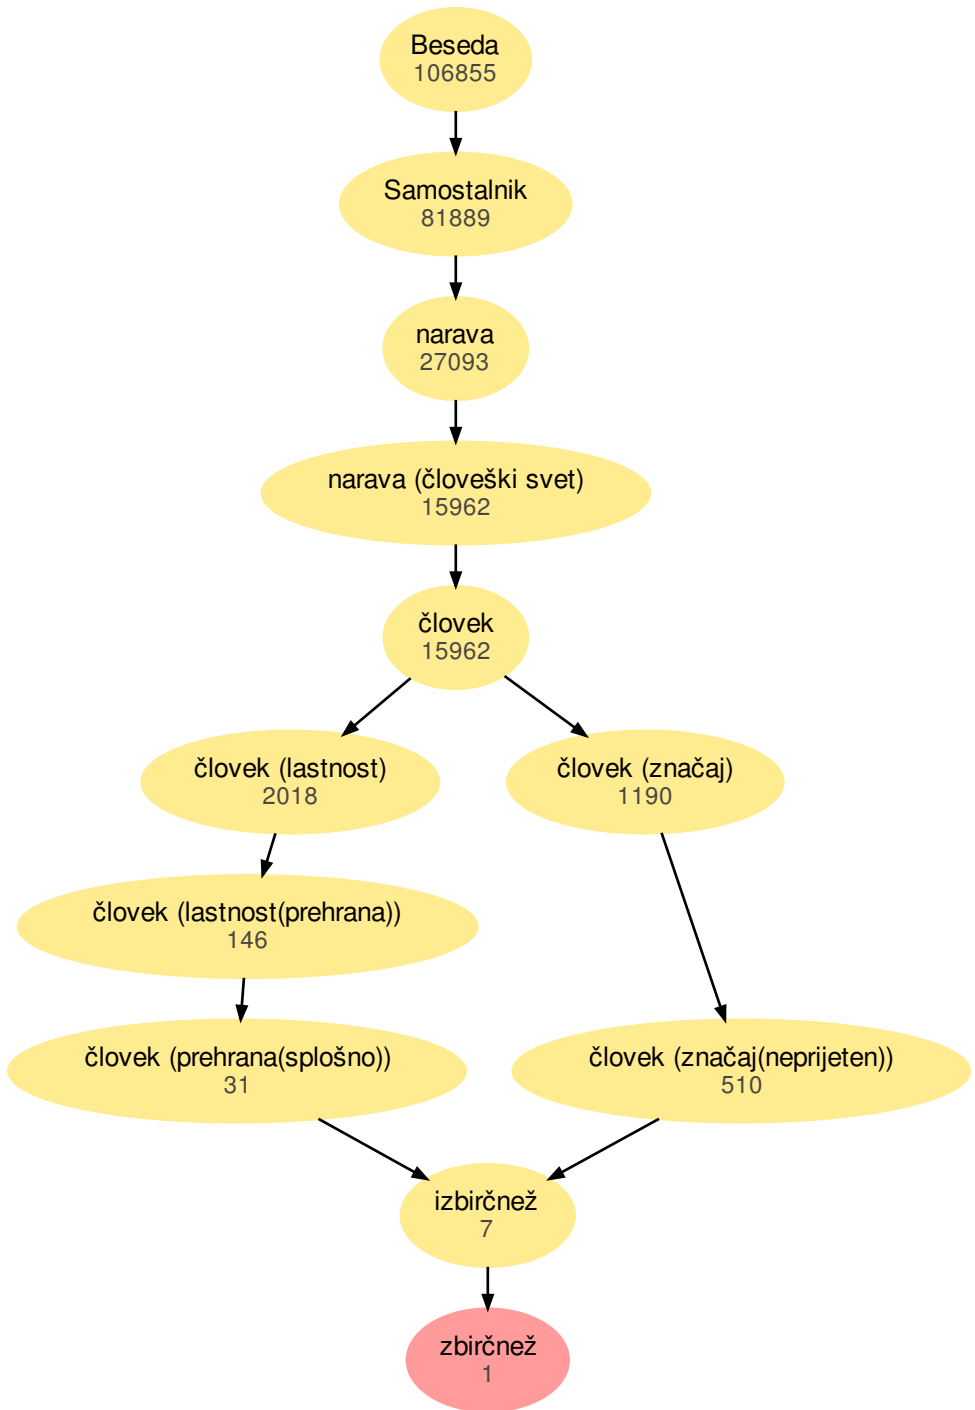 Beseda
106855
Samostalnik
81889
narava
27093
narava (človeški svet)
15962
človek
15962
človek (lastnost)
2018
človek (značaj)
1190
človek (lastnost(prehrana))
146
človek (prehrana(splošno))
31
človek (značaj(neprijeten))
510
izbirčnež
7
zbirčnež
1